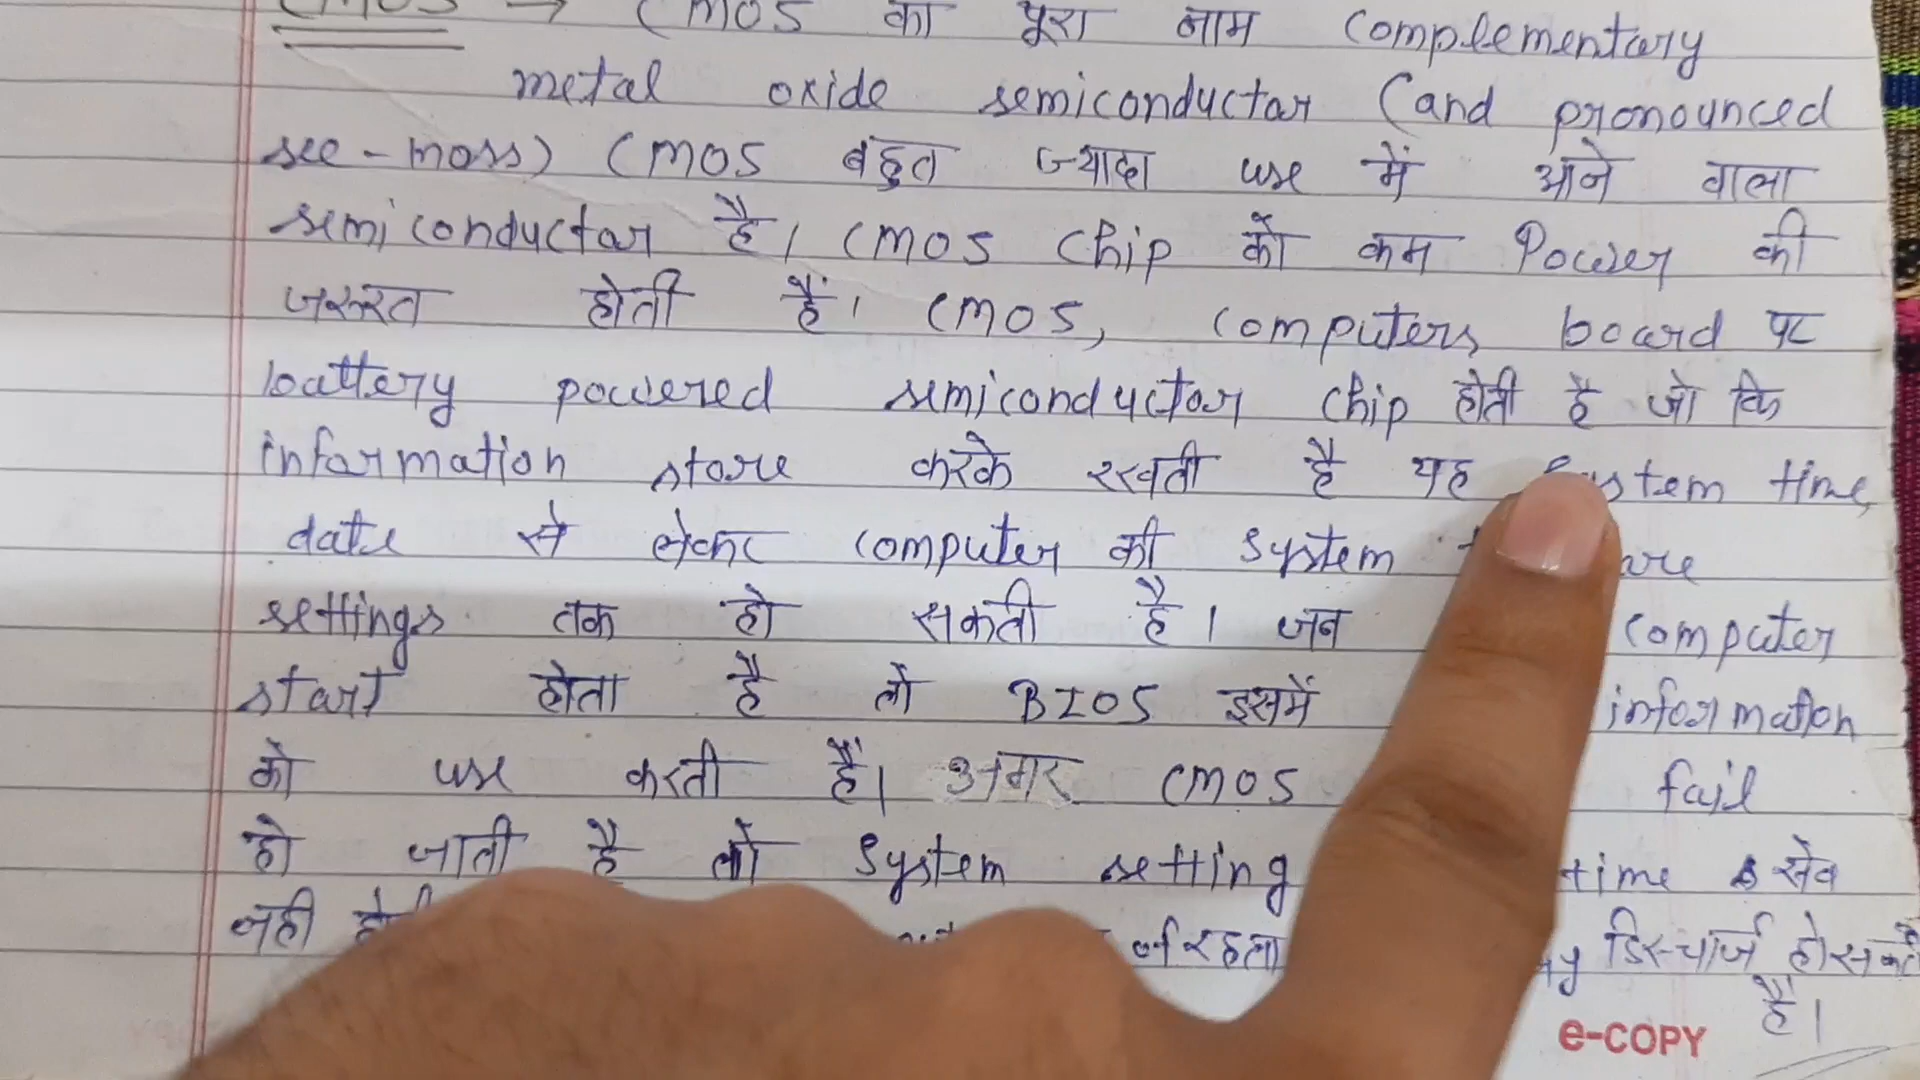 CMOS → CMOS का पूरा नाम Complementary
metal oxide semiconductor (and pronounced
see-moss) CMOS बहुत ज्यादा use में आने वाला
semiconductor है। CMOS Chip को कम Power की
जरूरत होती हैं। CMOS, Computers board पर
battery powered semiconductor chip होती है जो कि
information store करके रखती है यह System time,
date से लेकर computer की system
settings तक हो सकती है। जब computer
start होता है तो BIOS इसमें information
को use करती हैं। अगर CMOS fail
हो जाती है तो System setting time सेव
नही रहता डिस्चार्ज हो सकती
हैं।
e-COPY